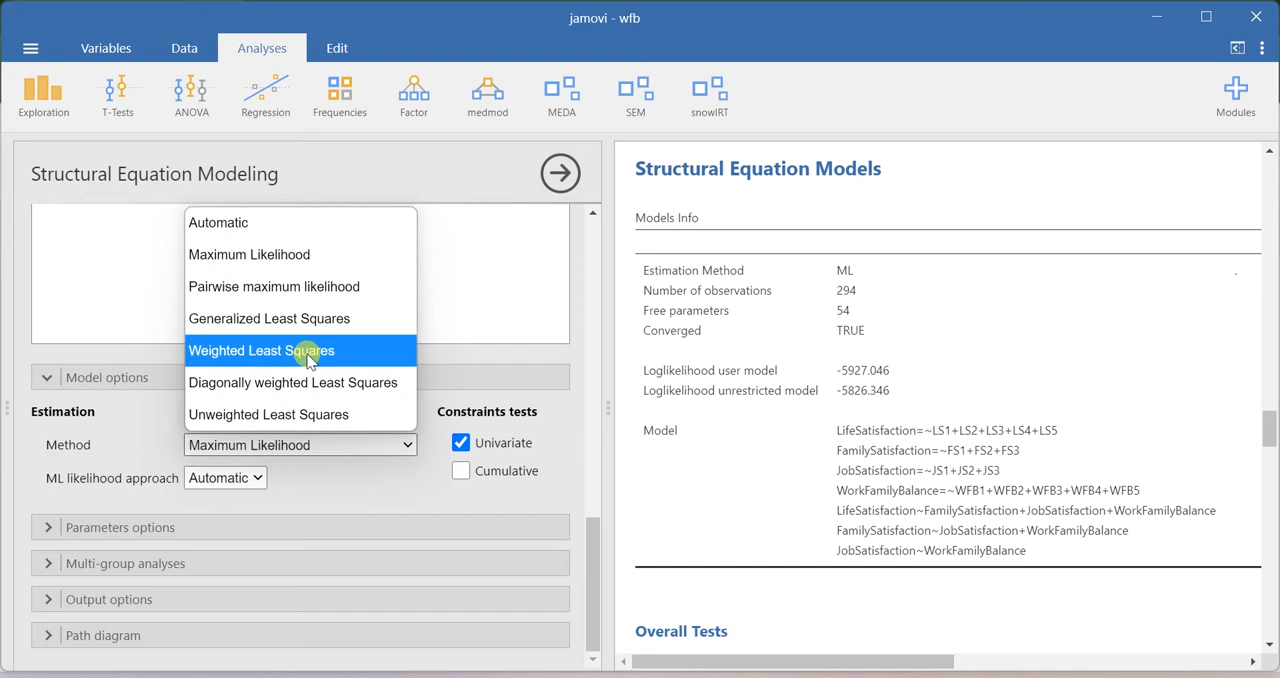 jamovi - wfb
Variables
Data
Analyses
Edit
Exploration
T-Tests
ANOVA
Regression
Frequencies
Factor
medmod
MEDA
SEM
snowIRT
Modules
Structural Equation Modeling
Automatic
Maximum Likelihood
Pairwise maximum likelihood
Generalized Least Squares
Weighted Least Squares
Diagonally weighted Least Squares
Unweighted Least Squares
Model options
Estimation
Constraints tests
Method
Maximum Likelihood
Univariate
ML likelihood approach
Automatic
Cumulative
Parameters options
Multi-group analyses
Output options
Path diagram
Structural Equation Models
Models Info
Estimation Method ML .
Number of observations 294
Free parameters 54
Converged TRUE
Loglikelihood user model -5927.046
Loglikelihood unrestricted model -5826.346
Model LifeSatisfaction=~LS1+LS2+LS3+LS4+LS5
FamilySatisfaction=~FS1+FS2+FS3
JobSatisfaction=~JS1+JS2+JS3
WorkFamilyBalance=~WFB1+WFB2+WFB3+WFB4+WFB5
LifeSatisfaction~FamilySatisfaction+JobSatisfaction+WorkFamilyBalance
FamilySatisfaction~JobSatisfaction+WorkFamilyBalance
JobSatisfaction~WorkFamilyBalance
Overall Tests